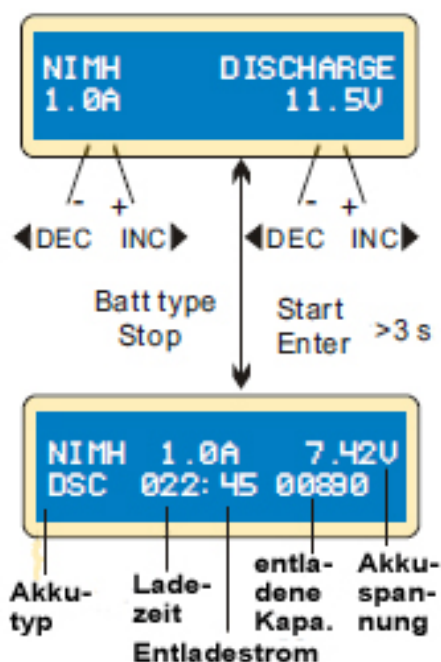 NIMH DISCHARGE
1.0A 11.5V
- + - +
◀DEC INC▶ ◀DEC INC▶
Batt type Start >3 s
Stop Enter
NIMH 1.0A 7.42V
DSC 022:45 00880
Akku- Lade- entla- Akku-
typ zeit dene span-
Kapa. nung
Entladestrom